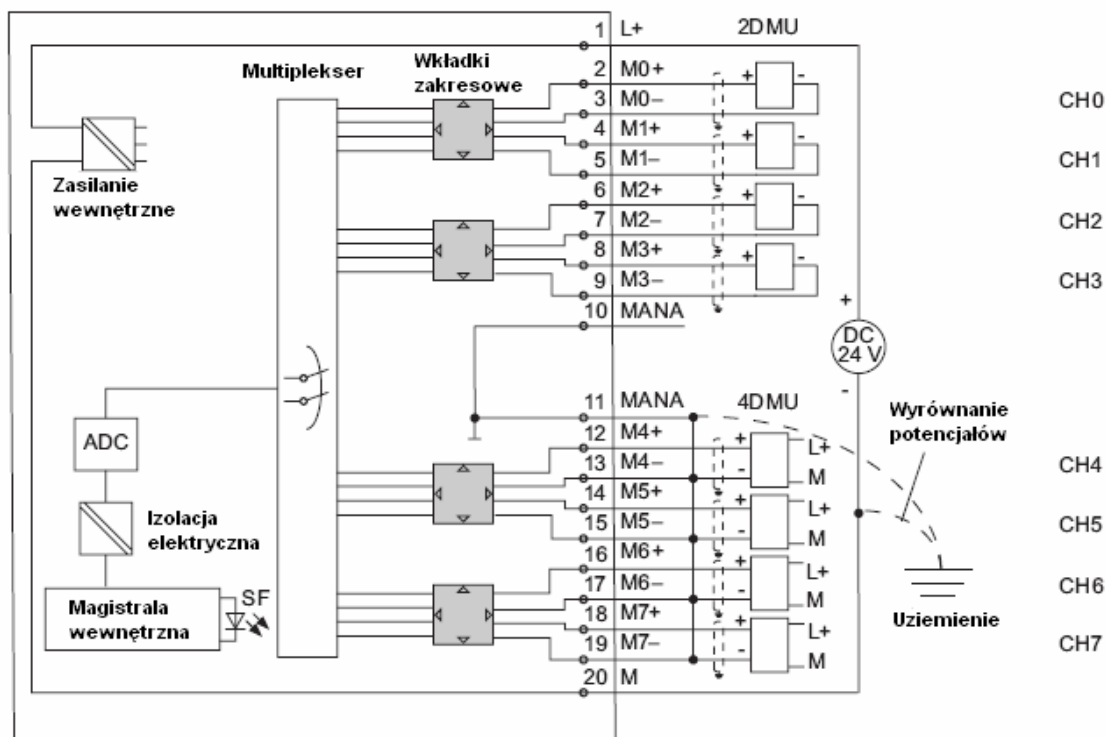 1 L+ 2DMU
Multiplekser
Wkładki
zakresowe
2 M0+ + -
3 M0– CH0
4 M1+ + -
5 M1– CH1
6 M2+ + -
7 M2– CH2
8 M3+ + -
9 M3– CH3
10 MANA
Zasilanie
wewnętrzne
+
DC
24 V
-
11 MANA 4DMU
Wyrównanie
potencjałów
ADC
12 M4+ + L+
13 M4– - M CH4
14 M5+ + L+
15 M5– - M CH5
16 M6+ + L+
17 M6– - M CH6
18 M7+ + L+
19 M7– - M CH7
20 M
Izolacja
elektryczna
Magistrala
wewnętrzna
SF
Uziemienie